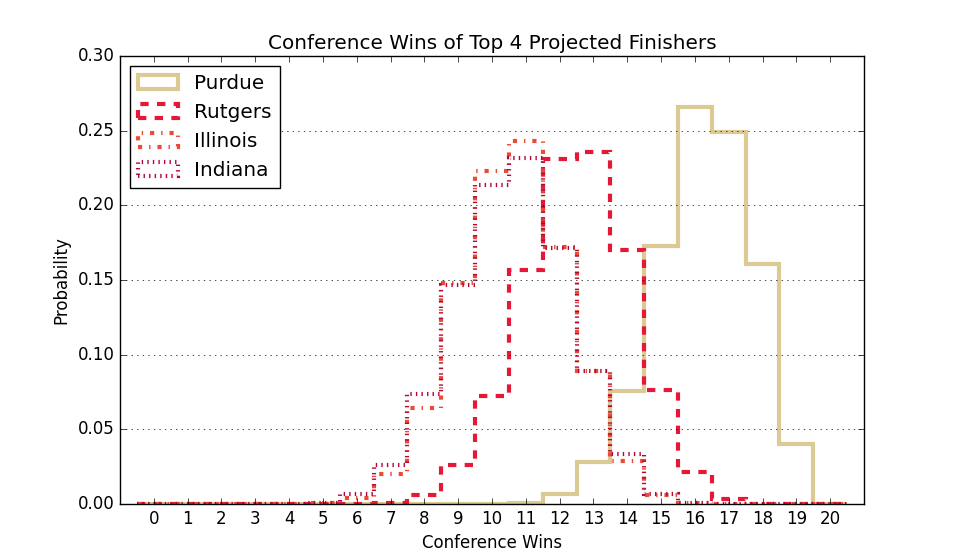 Conference Wins of Top 4 Projected Finishers
0.30
0.25
0.20
0.15
0.10
0.05
0.00
Probability
Purdue
Rutgers
Illinois
Indiana
0 1 2 3 4 5 6 7 8 9 10 11 12 13 14 15 16 17 18 19 20
Conference Wins